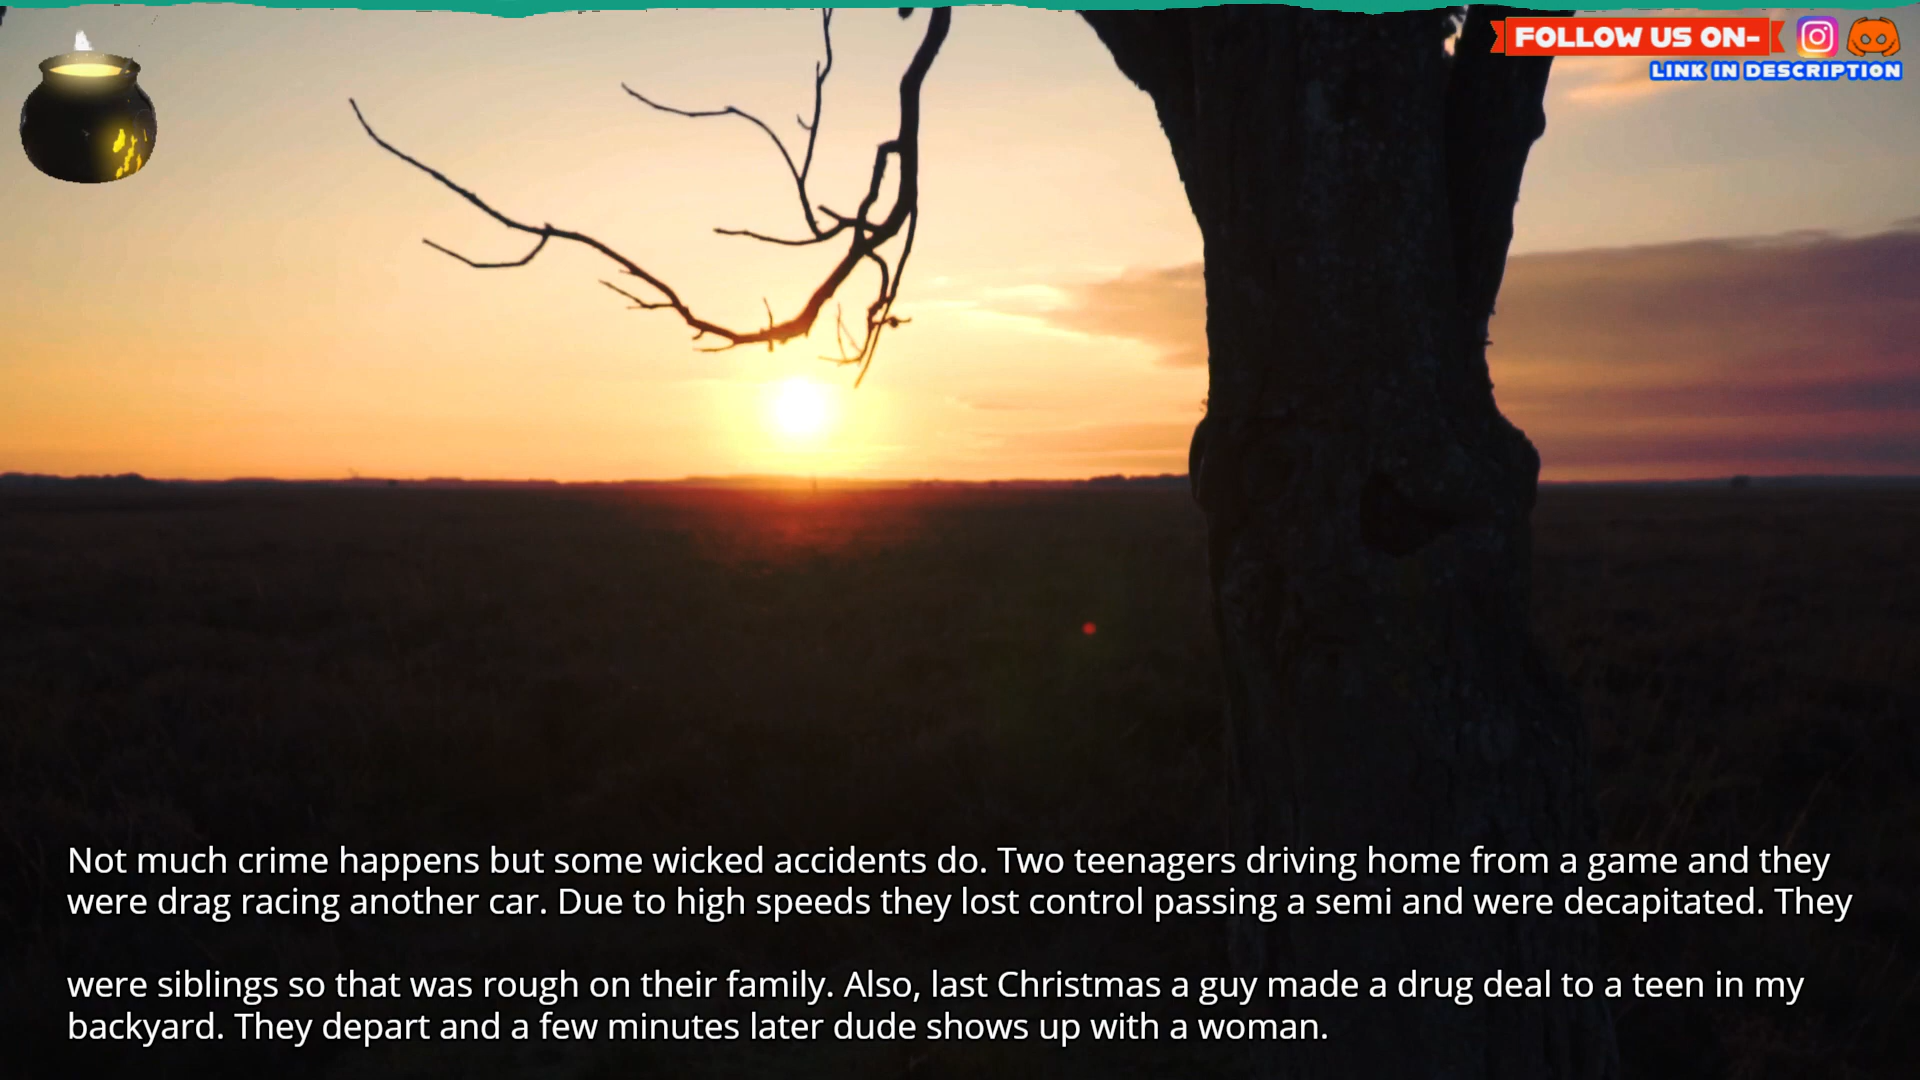 FOLLOW US ON-
LINK IN DESCRIPTION
Not much crime happens but some wicked accidents do. Two teenagers driving home from a game and they
were drag racing another car. Due to high speeds they lost control passing a semi and were decapitated. They
were siblings so that was rough on their family. Also, last Christmas a guy made a drug deal to a teen in my
backyard. They depart and a few minutes later dude shows up with a woman.